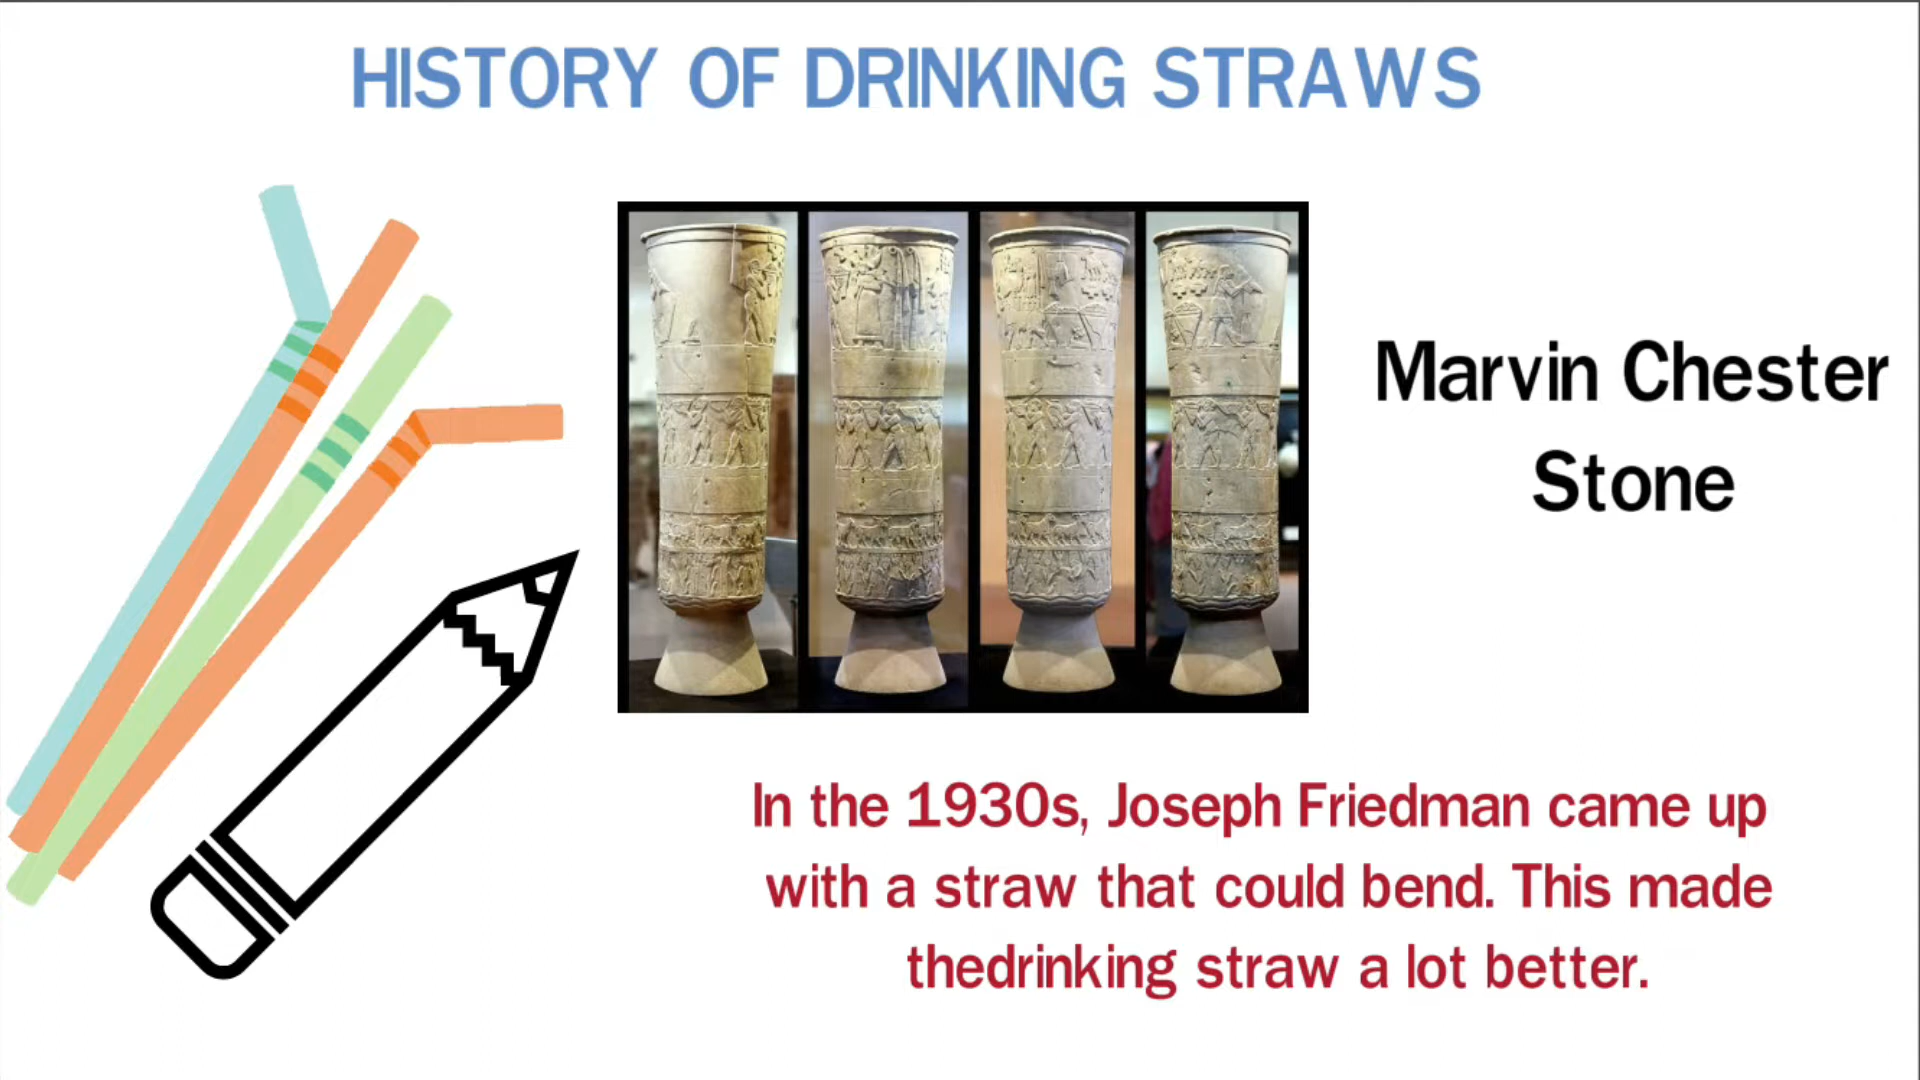 HISTORY OF DRINKING STRAWS
Marvin Chester
Stone
In the 1930s, Joseph Friedman came up
with a straw that could bend. This made
thedrinking straw a lot better.